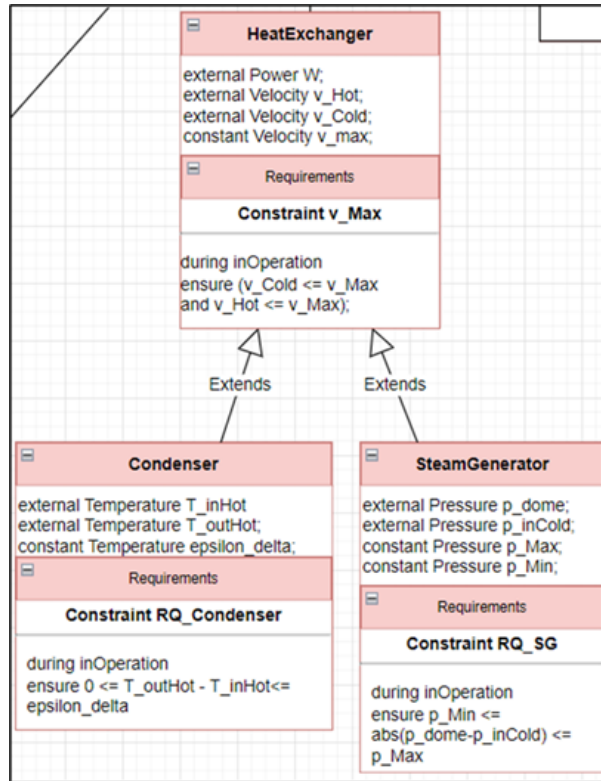 HeatExchanger
external Power W;
external Velocity v_Hot;
external Velocity v_Cold;
constant Velocity v_max;
Requirements
Constraint v_Max
during inOperation
ensure (v_Cold <= v_Max
and v_Hot <= v_Max);
Extends
Extends
Condenser
external Temperature T_inHot
external Temperature T_outHot;
constant Temperature epsilon_delta;
Requirements
Constraint RQ_Condenser
during inOperation
ensure 0 <= T_outHot - T_inHot<=
epsilon_delta
SteamGenerator
external Pressure p_dome;
external Pressure p_inCold;
constant Pressure p_Max;
constant Pressure p_Min;
Requirements
Constraint RQ_SG
during inOperation
ensure p_Min <=
abs(p_dome-p_inCold) <=
p_Max